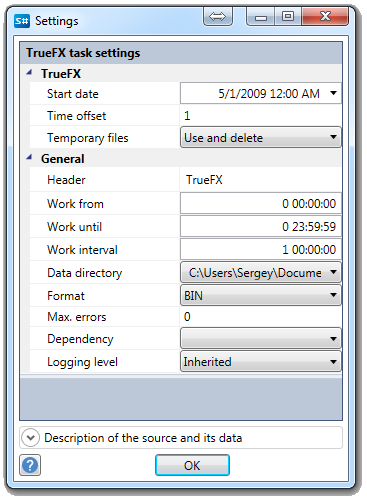 S# Settings
TrueFX task settings
TrueFX
Start date 5/1/2009 12:00 AM
Time offset 1
Temporary files Use and delete
General
Header TrueFX
Work from 0 00:00:00
Work until 0 23:59:59
Work interval 1 00:00:00
Data directory C:\Users\Sergey\Docume
Format BIN
Max. errors 0
Dependency
Logging level Inherited
Description of the source and its data
? OK